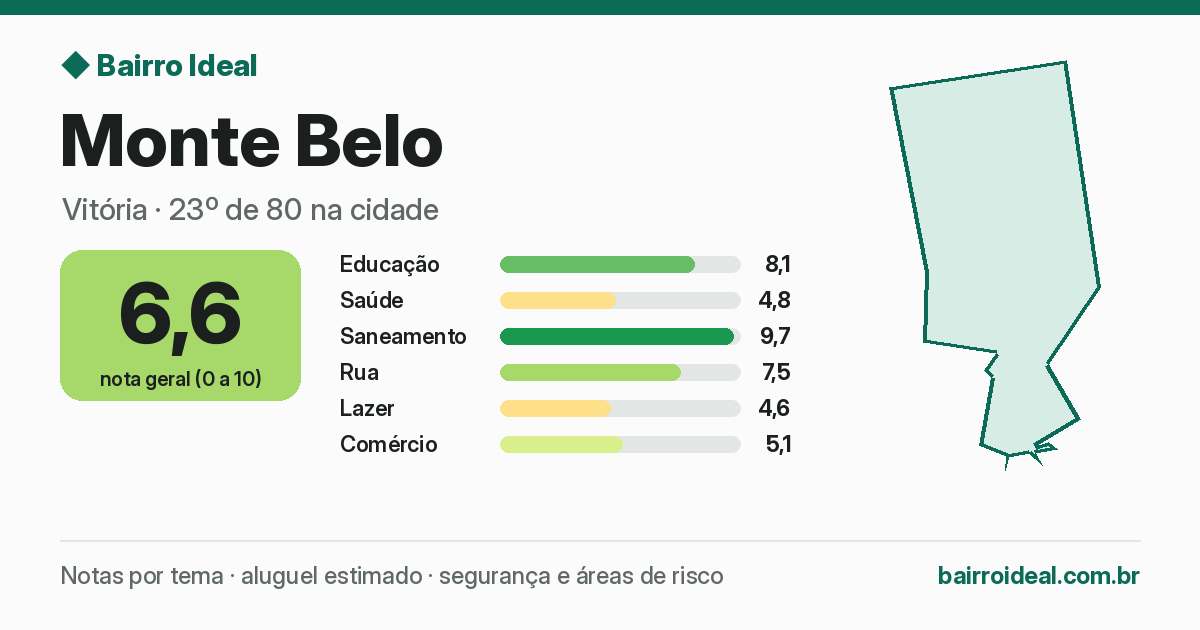 Bairro Ideal
Monte Belo
Vitória · 23º de 80 na cidade
6,6
nota geral (0 a 10)
Educação 8,1
Saúde 4,8
Saneamento 9,7
Rua 7,5
Lazer 4,6
Comércio 5,1
Notas por tema · aluguel estimado · segurança e áreas de risco
bairroideal.com.br